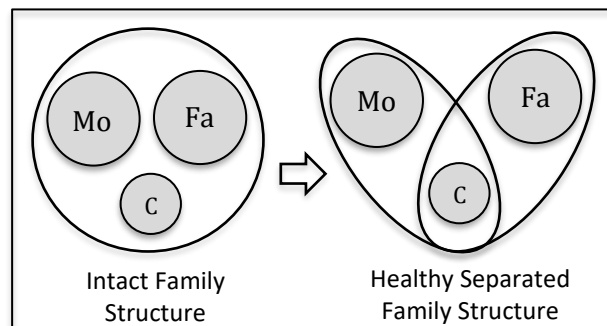 Mo
Fa
C
Intact Family
Structure
Mo
Fa
C
Healthy Separated
Family Structure